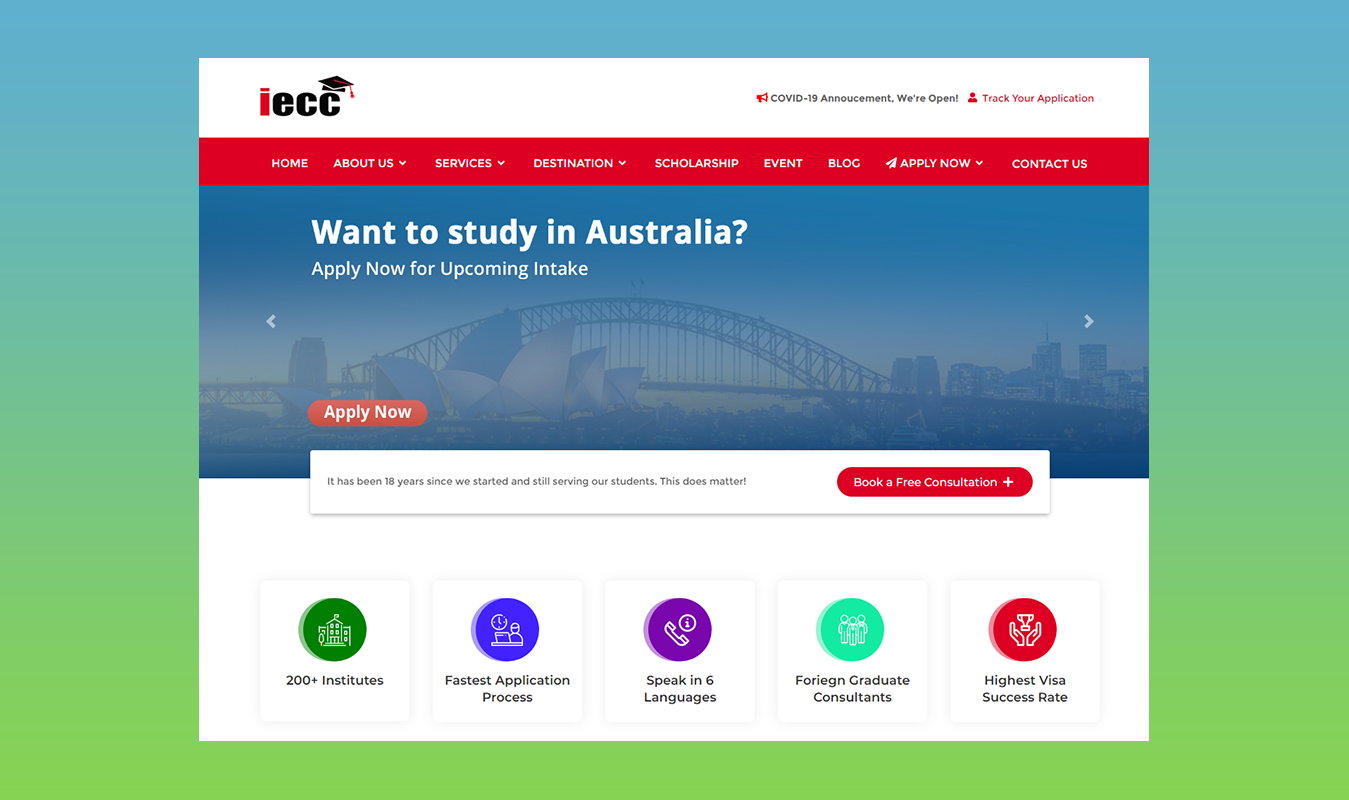 iecc
COVID-19 Annoucement, We're Open! Track Your Application
HOME ABOUT US SERVICES DESTINATION SCHOLARSHIP EVENT BLOG APPLY NOW CONTACT US
Want to study in Australia?
Apply Now for Upcoming Intake
Apply Now
It has been 18 years since we started and still serving our students. This does matter!
Book a Free Consultation +
200+ Institutes
Fastest Application
Process
Speak in 6
Languages
Foriegn Graduate
Consultants
Highest Visa
Success Rate